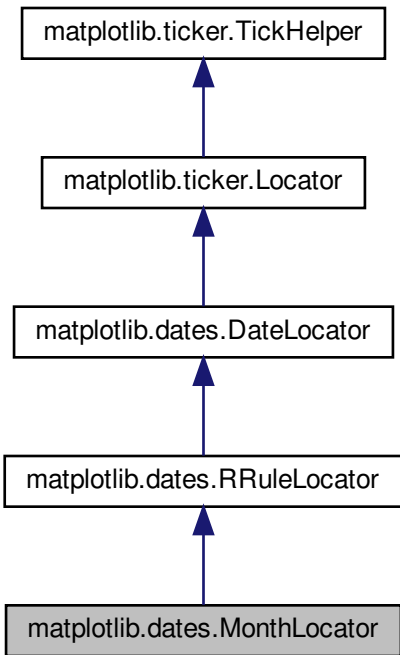 matplotlib.ticker.TickHelper
matplotlib.ticker.Locator
matplotlib.dates.DateLocator
matplotlib.dates.RRuleLocator
matplotlib.dates.MonthLocator